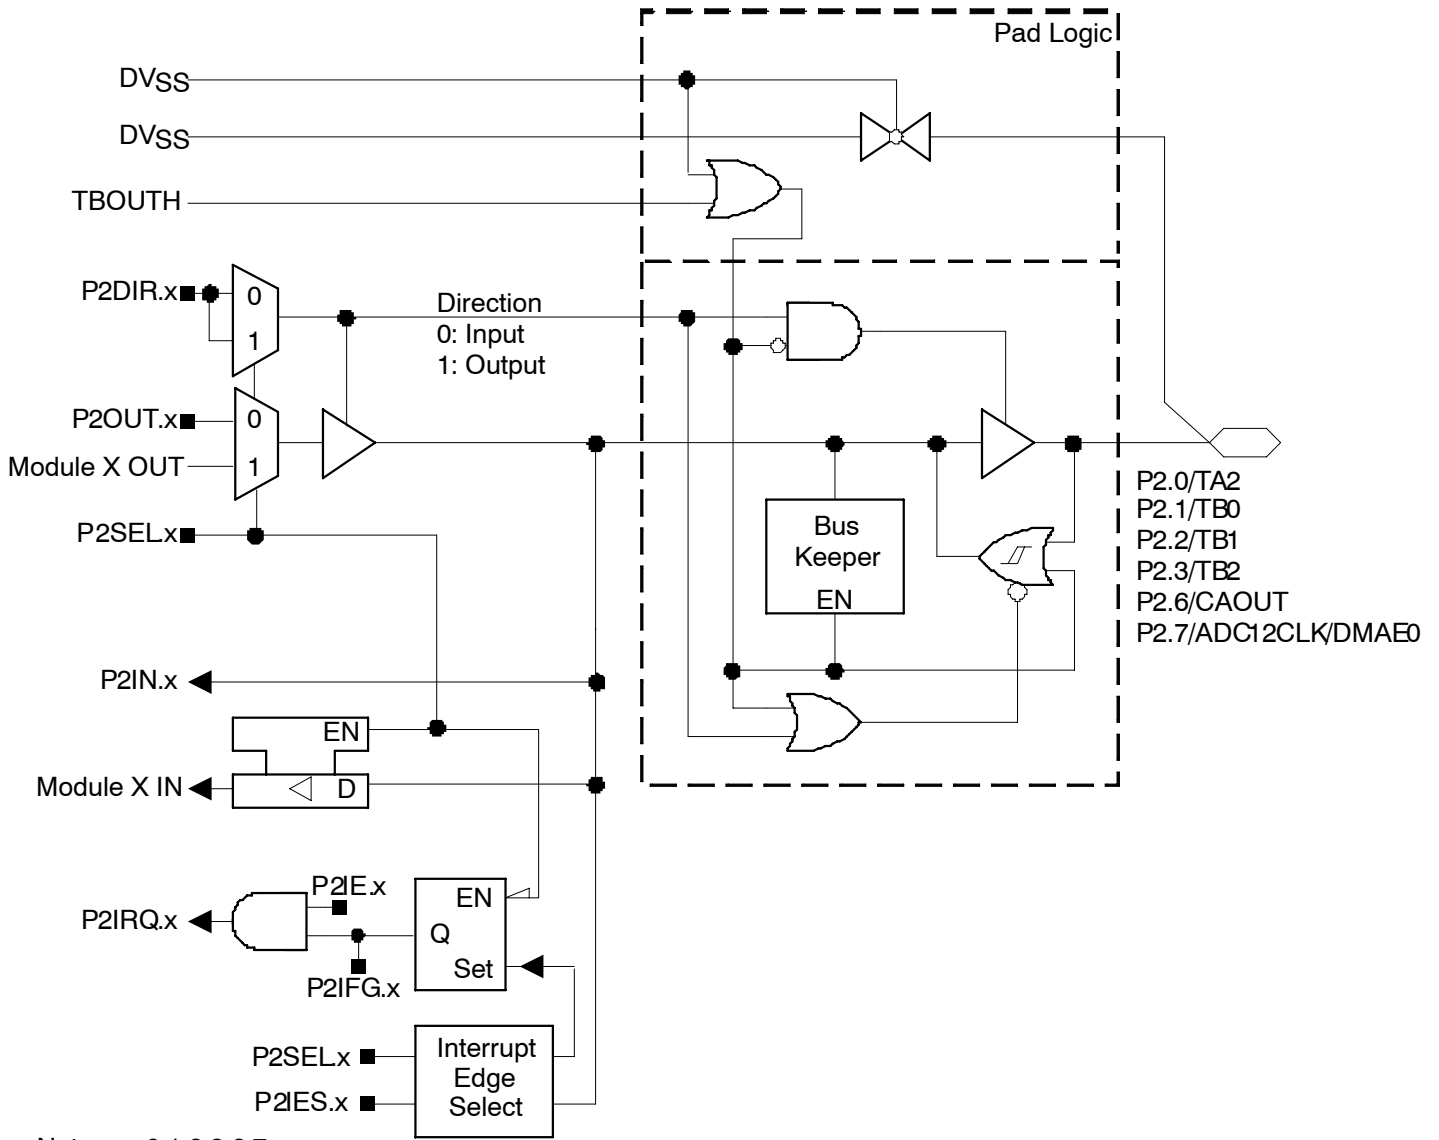 Pad Logic
DVSS
DVSS
TBOUTH
P2DIR.x
0
1
Direction
0: Input
1: Output
P2OUT.x
0
Module X OUT
1
P2SEL.x
Bus
Keeper
EN
P2.0/TA2
P2.1/TB0
P2.2/TB1
P2.3/TB2
P2.6/CAOUT
P2.7/ADC12CLK/DMAE0
P2IN.x
EN
Module X IN
D
P2IE.x
P2IRQ.x
EN
Q
Set
P2IFG.x
P2SEL.x
P2IES.x
Interrupt
Edge
Select